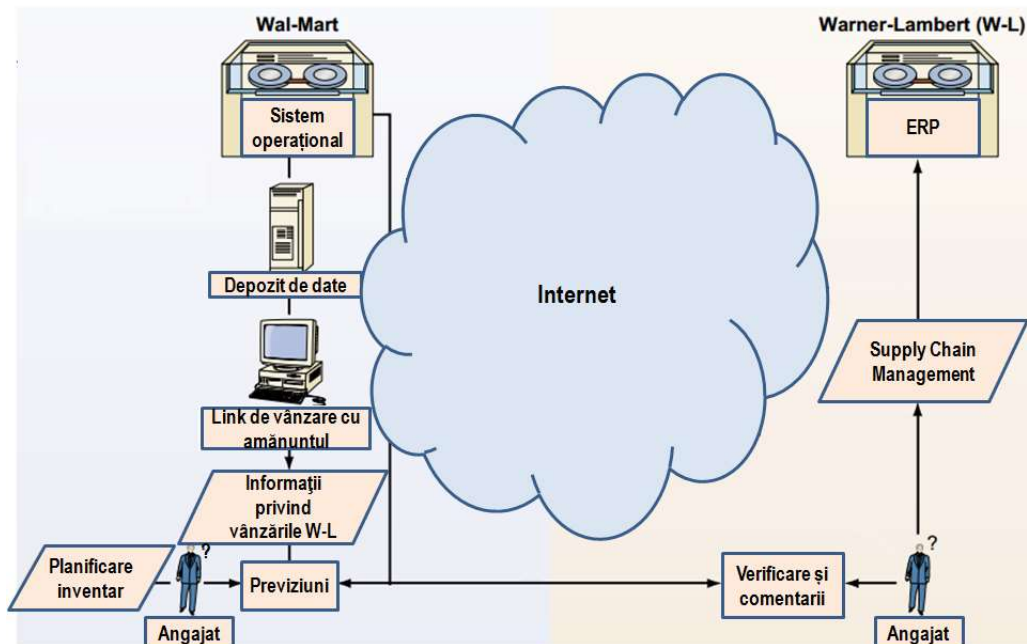 Wal-Mart
Warner-Lambert (W-L)
Sistem
operațional
ERP
Depozit de date
Internet
Supply Chain
Management
Link de vânzare cu
amănuntul
Informaţii
privind
vânzările W-L
?
?
Planificare
inventar
Previziuni
Verificare și
comentarii
Angajat
Angajat